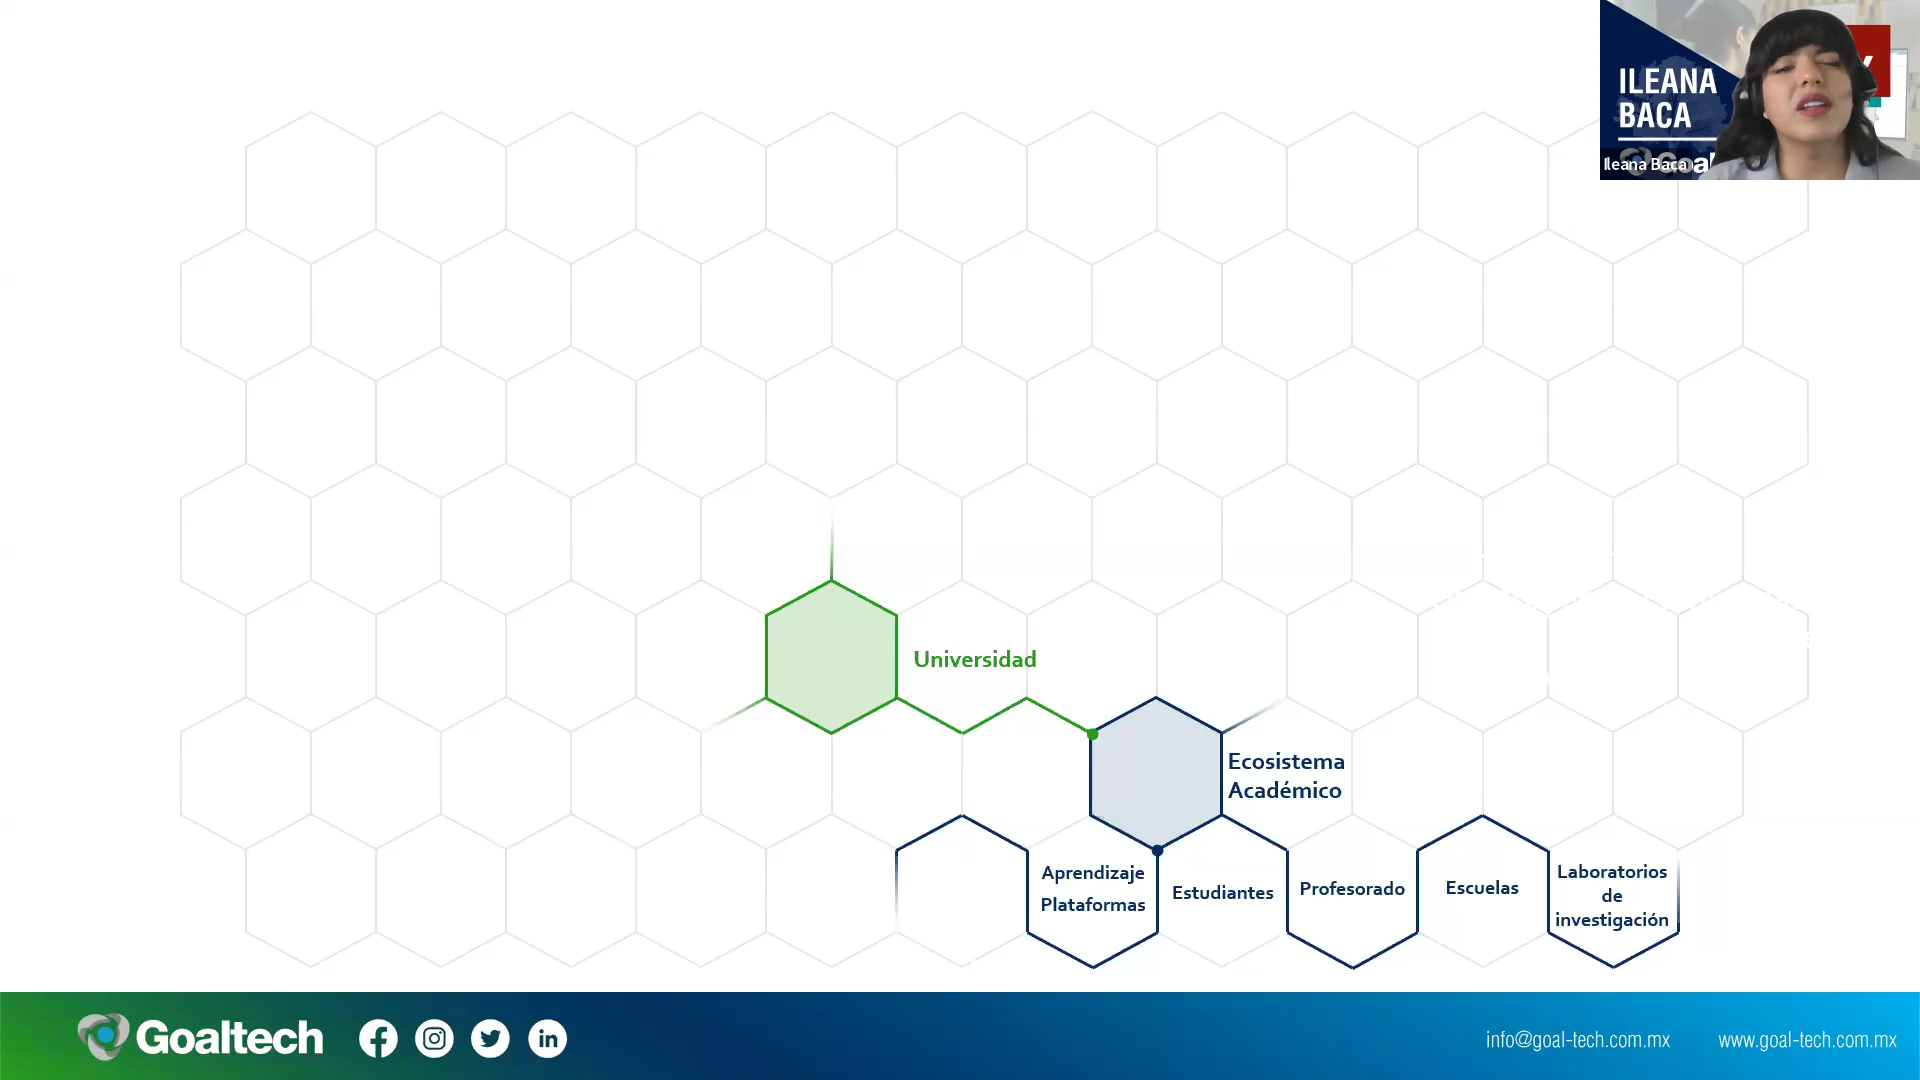 ILEANA
BACA
Ileana Baca
Goal
Universidad
Ecosistema
Académico
Aprendizaje
Plataformas
Estudiantes
Profesorado
Escuelas
Laboratorios
de
investigación
Goaltech
info@goal-tech.com.mx
www.goal-tech.com.mx